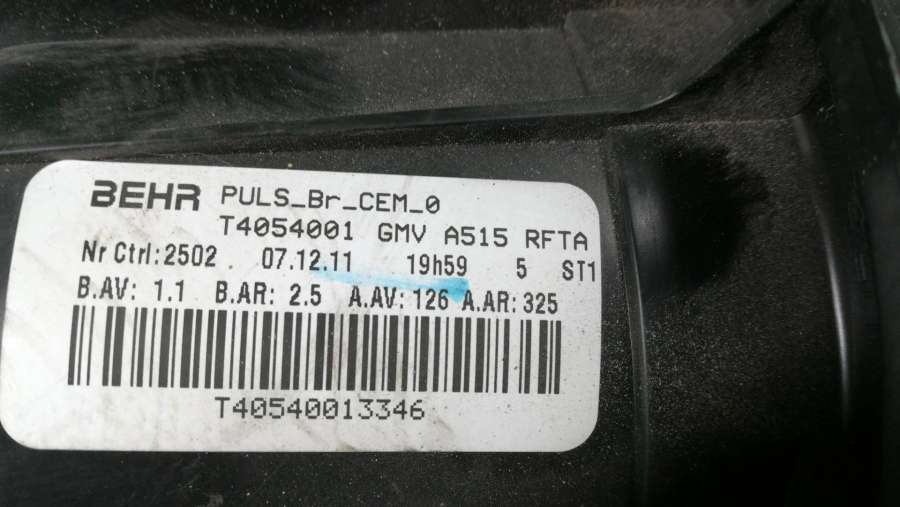 BEHR PULS_Br_CEM_0
T4054001 GMV A515 RFTA
Nr Ctrl:2502 07.12.11 19h59 5 ST1
B.AV: 1.1 B.AR: 2.5 A.AV: 126 A.AR: 325
T40540013346